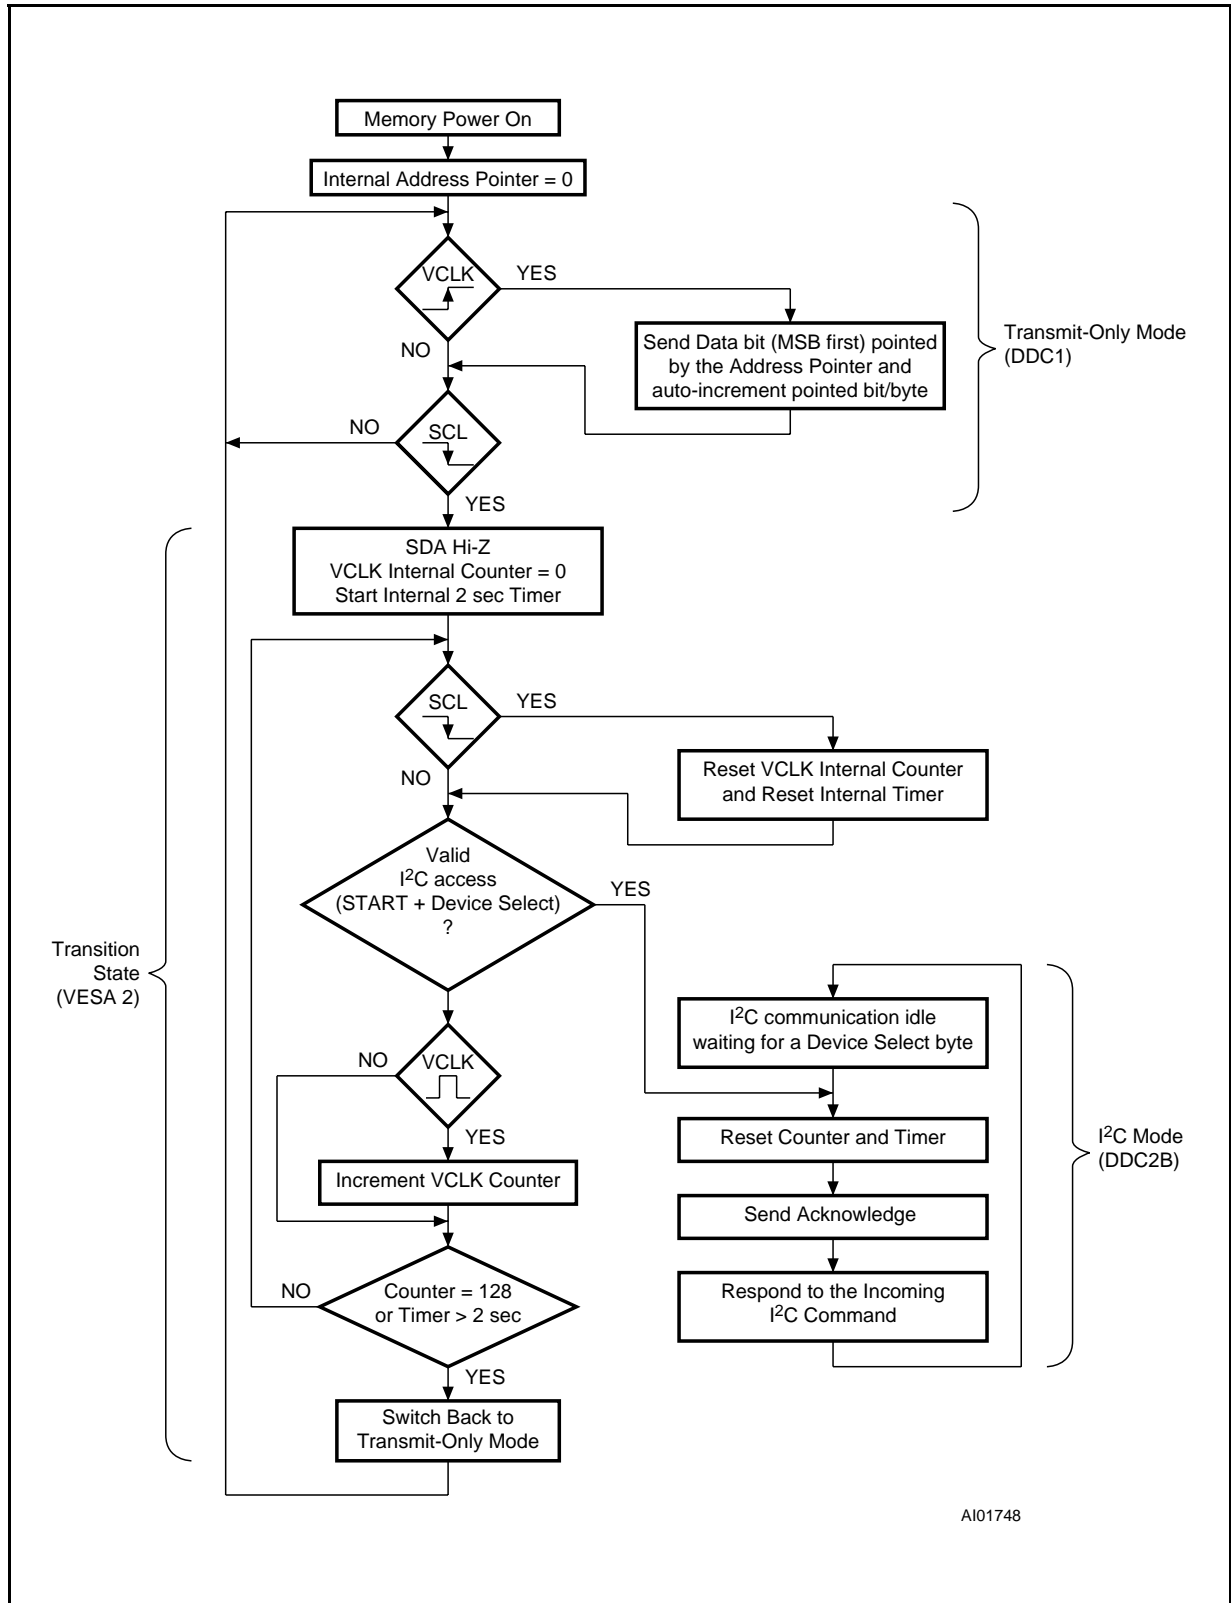 Memory Power On
Internal Address Pointer = 0
VCLK
YES
NO
Send Data bit (MSB first) pointed
by the Address Pointer and
auto-increment pointed bit/byte
Transmit-Only Mode
(DDC1)
SCL
NO
YES
SDA Hi-Z
VCLK Internal Counter = 0
Start Internal 2 sec Timer
SCL
YES
NO
Reset VCLK Internal Counter
and Reset Internal Timer
Valid
I²C access
(START + Device Select)
?
YES
Transition
State
(VESA 2)
I²C communication idle
waiting for a Device Select byte
NO
VCLK
YES
Reset Counter and Timer
I²C Mode
(DDC2B)
Increment VCLK Counter
Send Acknowledge
NO
Counter = 128
or Timer > 2 sec
Respond to the Incoming
I²C Command
YES
Switch Back to
Transmit-Only Mode
AI01748